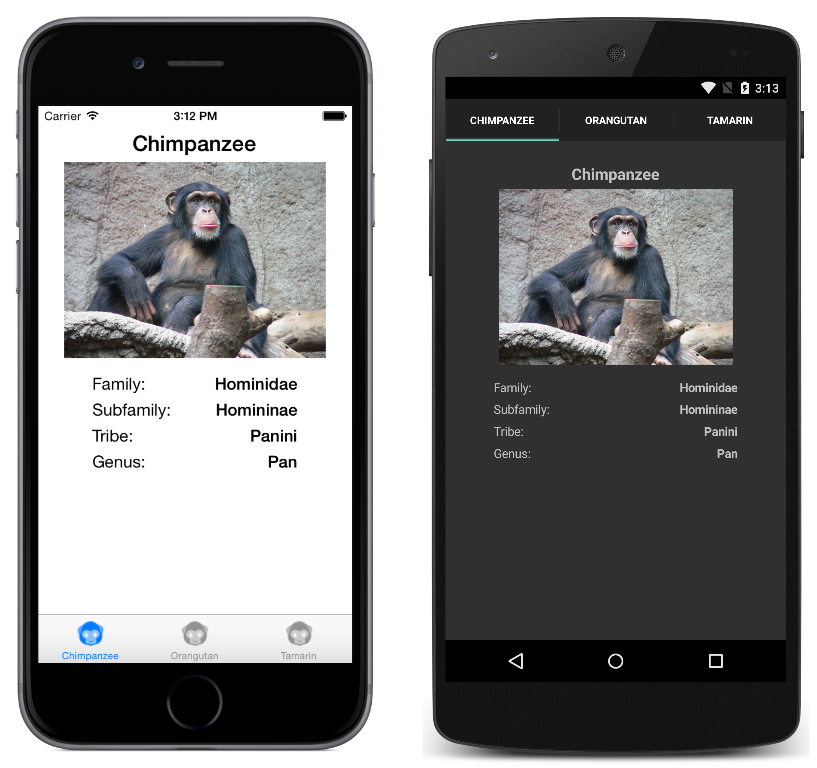 Carrier 3:12 PM
Chimpanzee
Family: Hominidae
Subfamily: Homininae
Tribe: Panini
Genus: Pan
Chimpanzee Orangutan Tamarin
3:13
CHIMPANZEE ORANGUTAN TAMARIN
Chimpanzee
Family: Hominidae
Subfamily: Homininae
Tribe: Panini
Genus: Pan